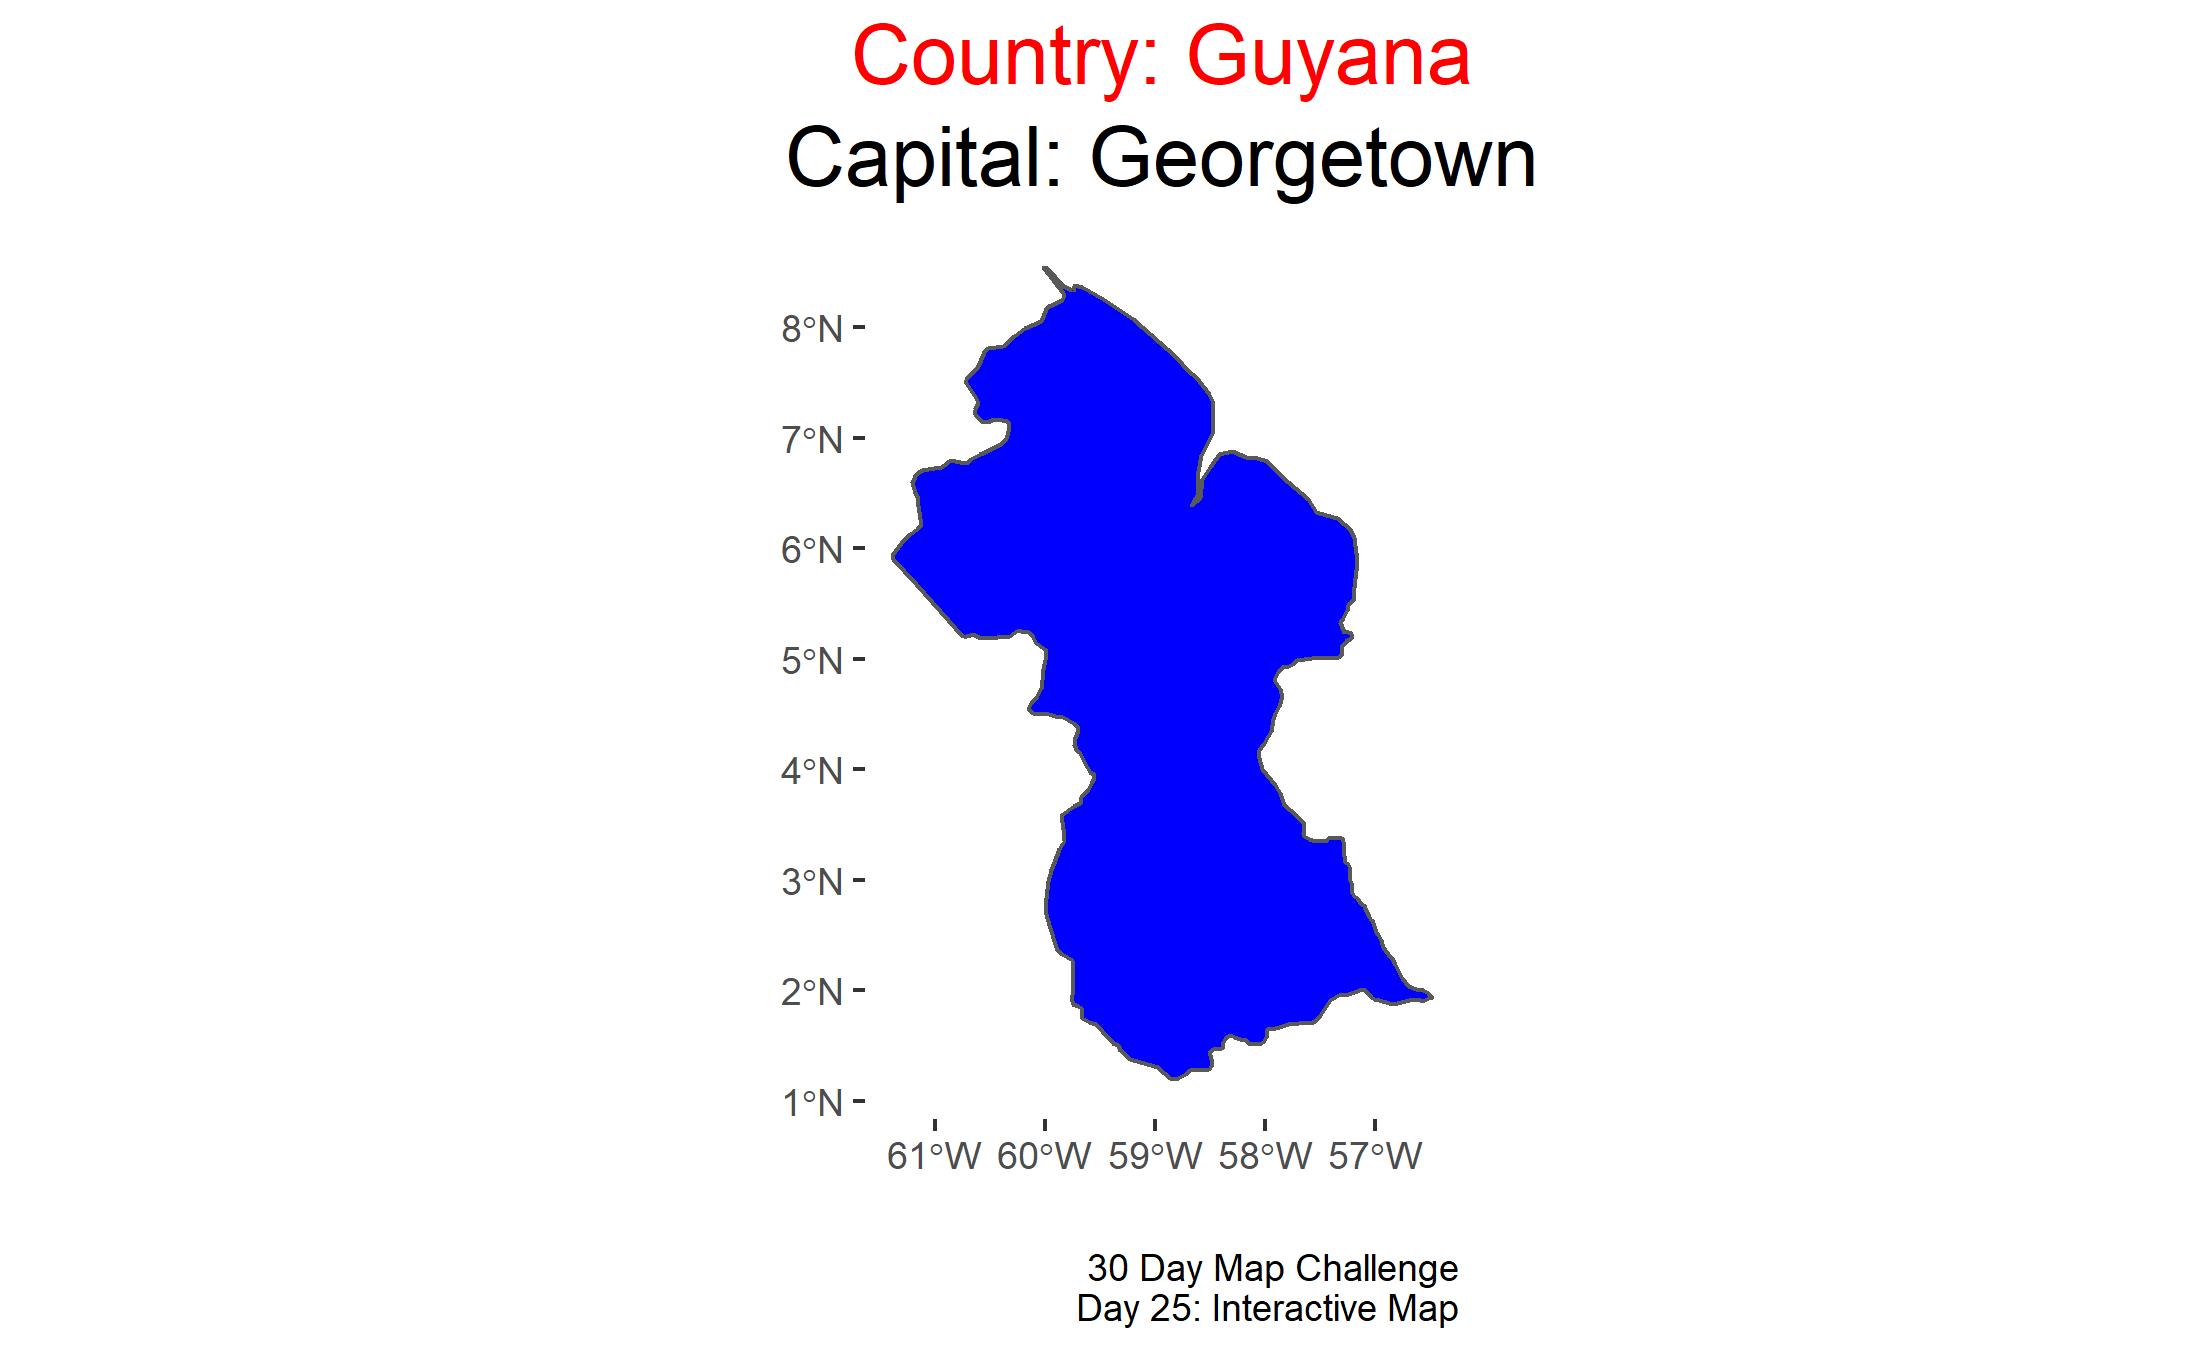 Country: Guyana
Capital: Georgetown
8°N
7°N
6°N
5°N
4°N
3°N
2°N
1°N
61°W 60°W 59°W 58°W 57°W
30 Day Map Challenge
Day 25: Interactive Map